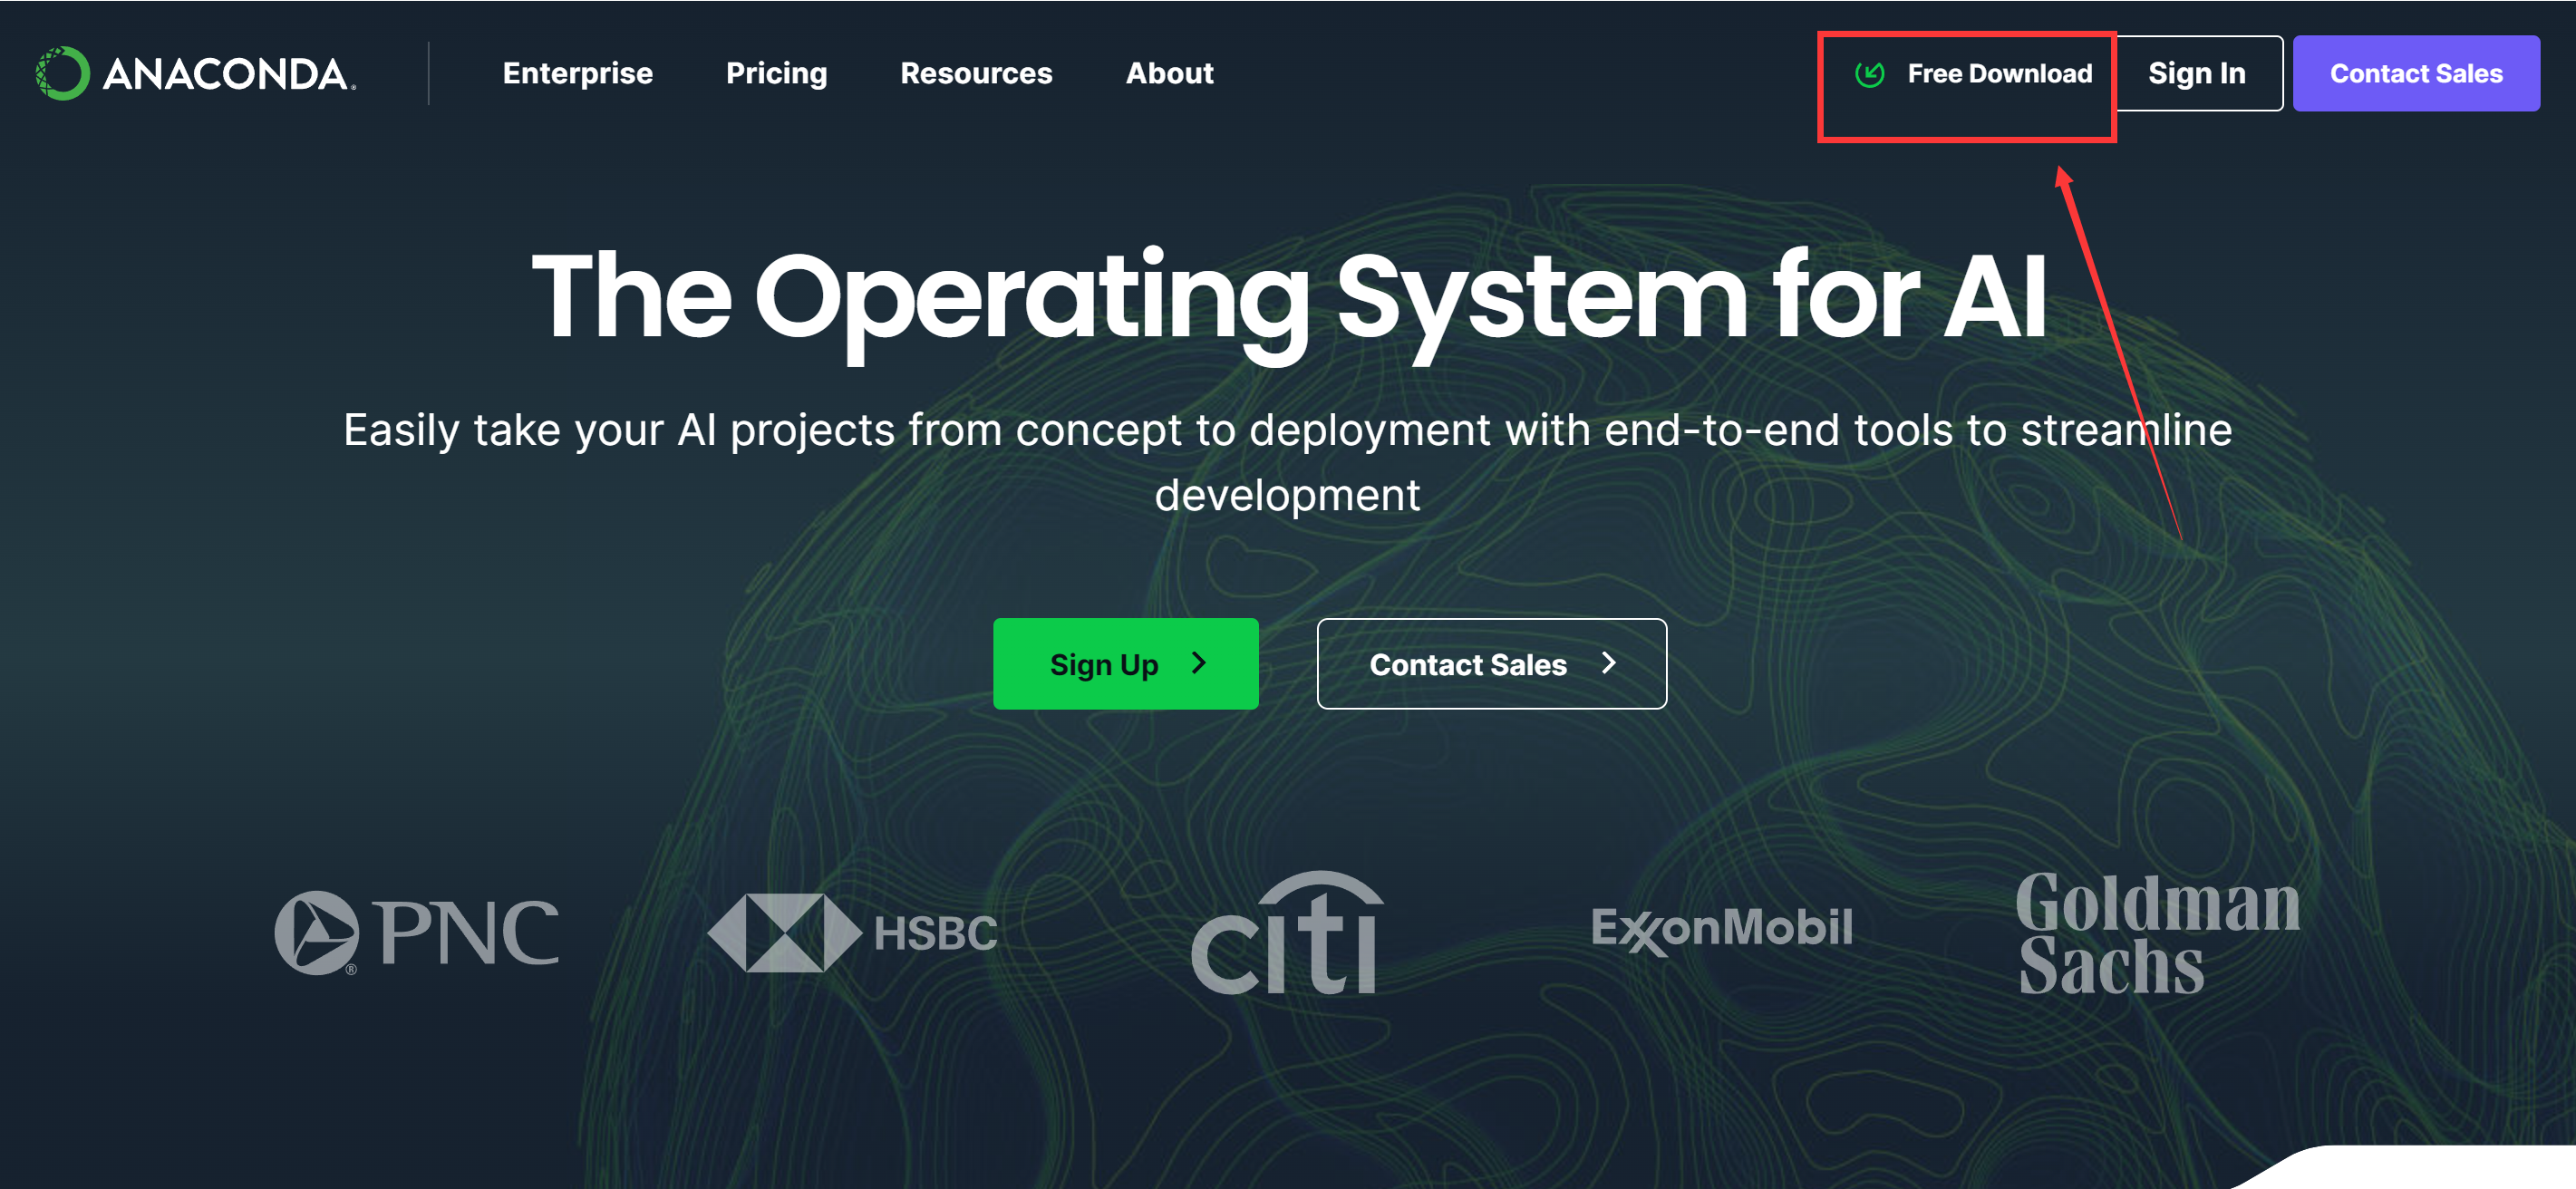 ANACONDA.
Enterprise
Pricing
Resources
About
Free Download
Sign In
Contact Sales
The Operating System for AI
Easily take your AI projects from concept to deployment with end-to-end tools to streamline
development
Sign Up
Contact Sales
PNC®
HSBC
citi
ExxonMobil
Goldman
Sachs